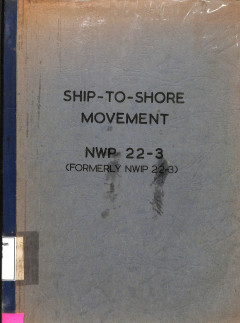 SHIP-TO-SHORE
MOVEMENT
NWP 22-3
(FORMERLY NWIP 22-3)